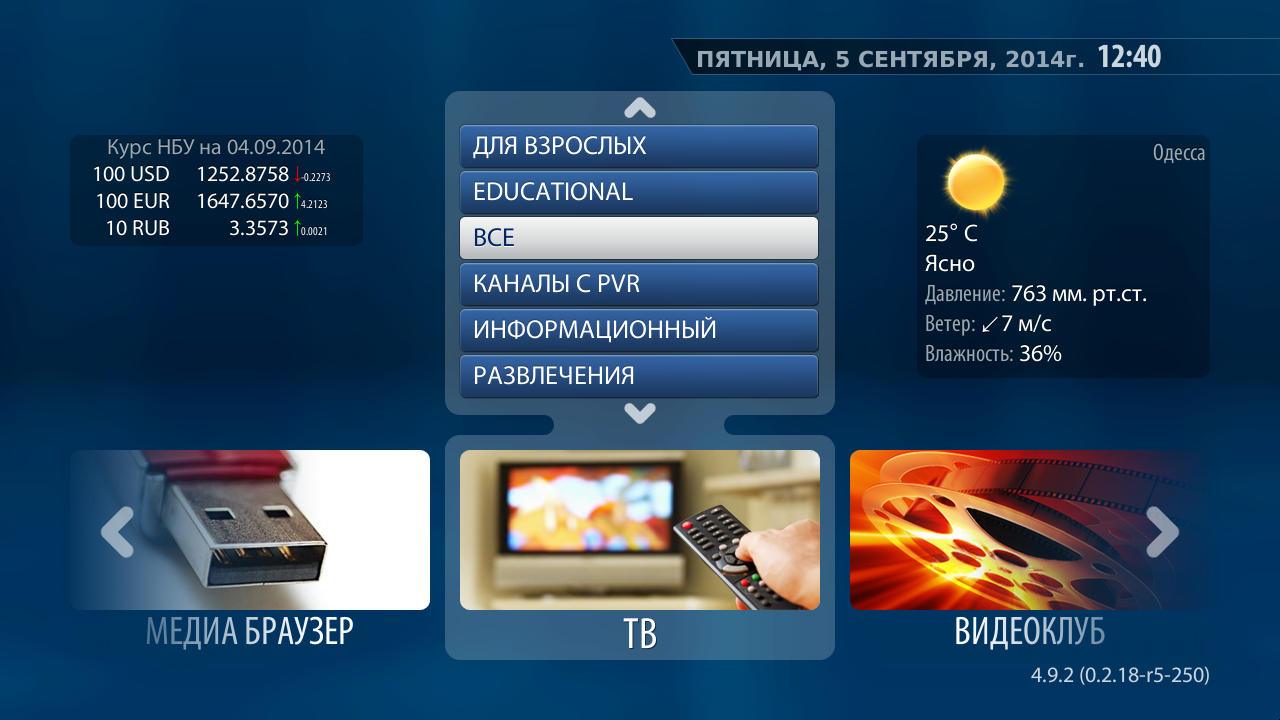 ПЯТНИЦА, 5 СЕНТЯБРЯ, 2014г. 12:40
Курс НБУ на 04.09.2014
100 USD 1252.8758 ↓-0.2273
100 EUR 1647.6570 ↑4.2123
10 RUB 3.3573 ↑0.0021
ДЛЯ ВЗРОСЛЫХ
EDUCATIONAL
ВСЕ
КАНАЛЫ С PVR
ИНФОРМАЦИОННЫЙ
РАЗВЛЕЧЕНИЯ
Одесса
25° C
Ясно
Давление: 763 мм. рт.ст.
Ветер: ↙7 м/с
Влажность: 36%
МЕДИА БРАУЗЕР
ТВ
ВИДЕОКЛУБ
4.9.2 (0.2.18-r5-250)